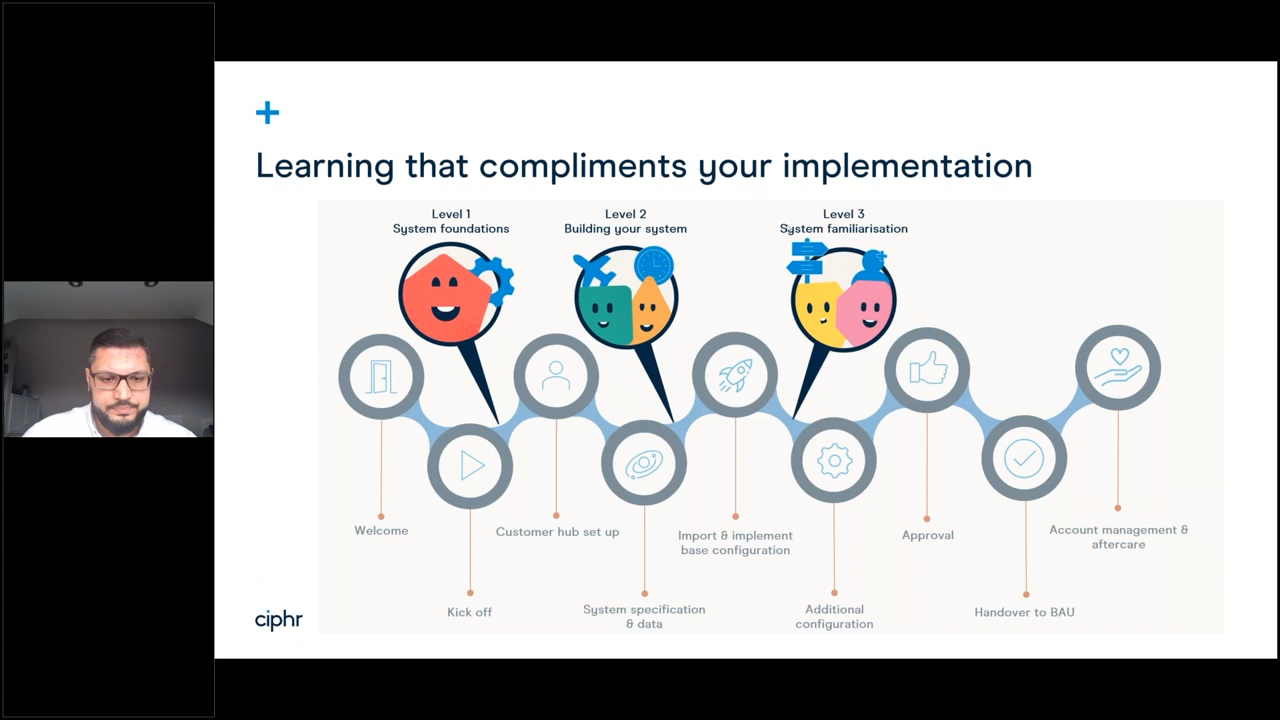 Learning that compliments your implementation
Level 1
System foundations
Level 2
Building your system
Level 3
System familiarisation
Welcome
Kick off
Customer hub set up
System specification
& data
Import & implement
base configuration
Additional
configuration
Approval
Handover to BAU
Account management &
aftercare
ciphr